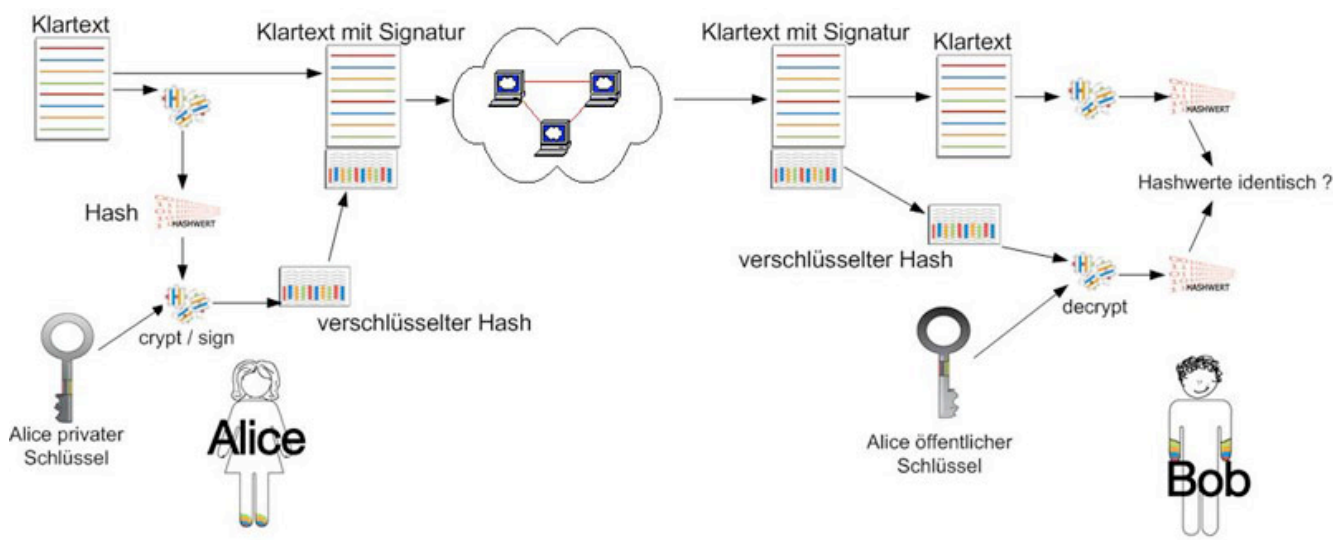 Klartext
Klartext mit Signatur
Hash
HASHWERT
crypt / sign
verschlüsselter Hash
Alice privater
Schlüssel
Alice
Klartext mit Signatur
Klartext
HASHWERT
Hashwerte identisch ?
verschlüsselter Hash
HASHWERT
decrypt
Alice öffentlicher
Schlüssel
Bob